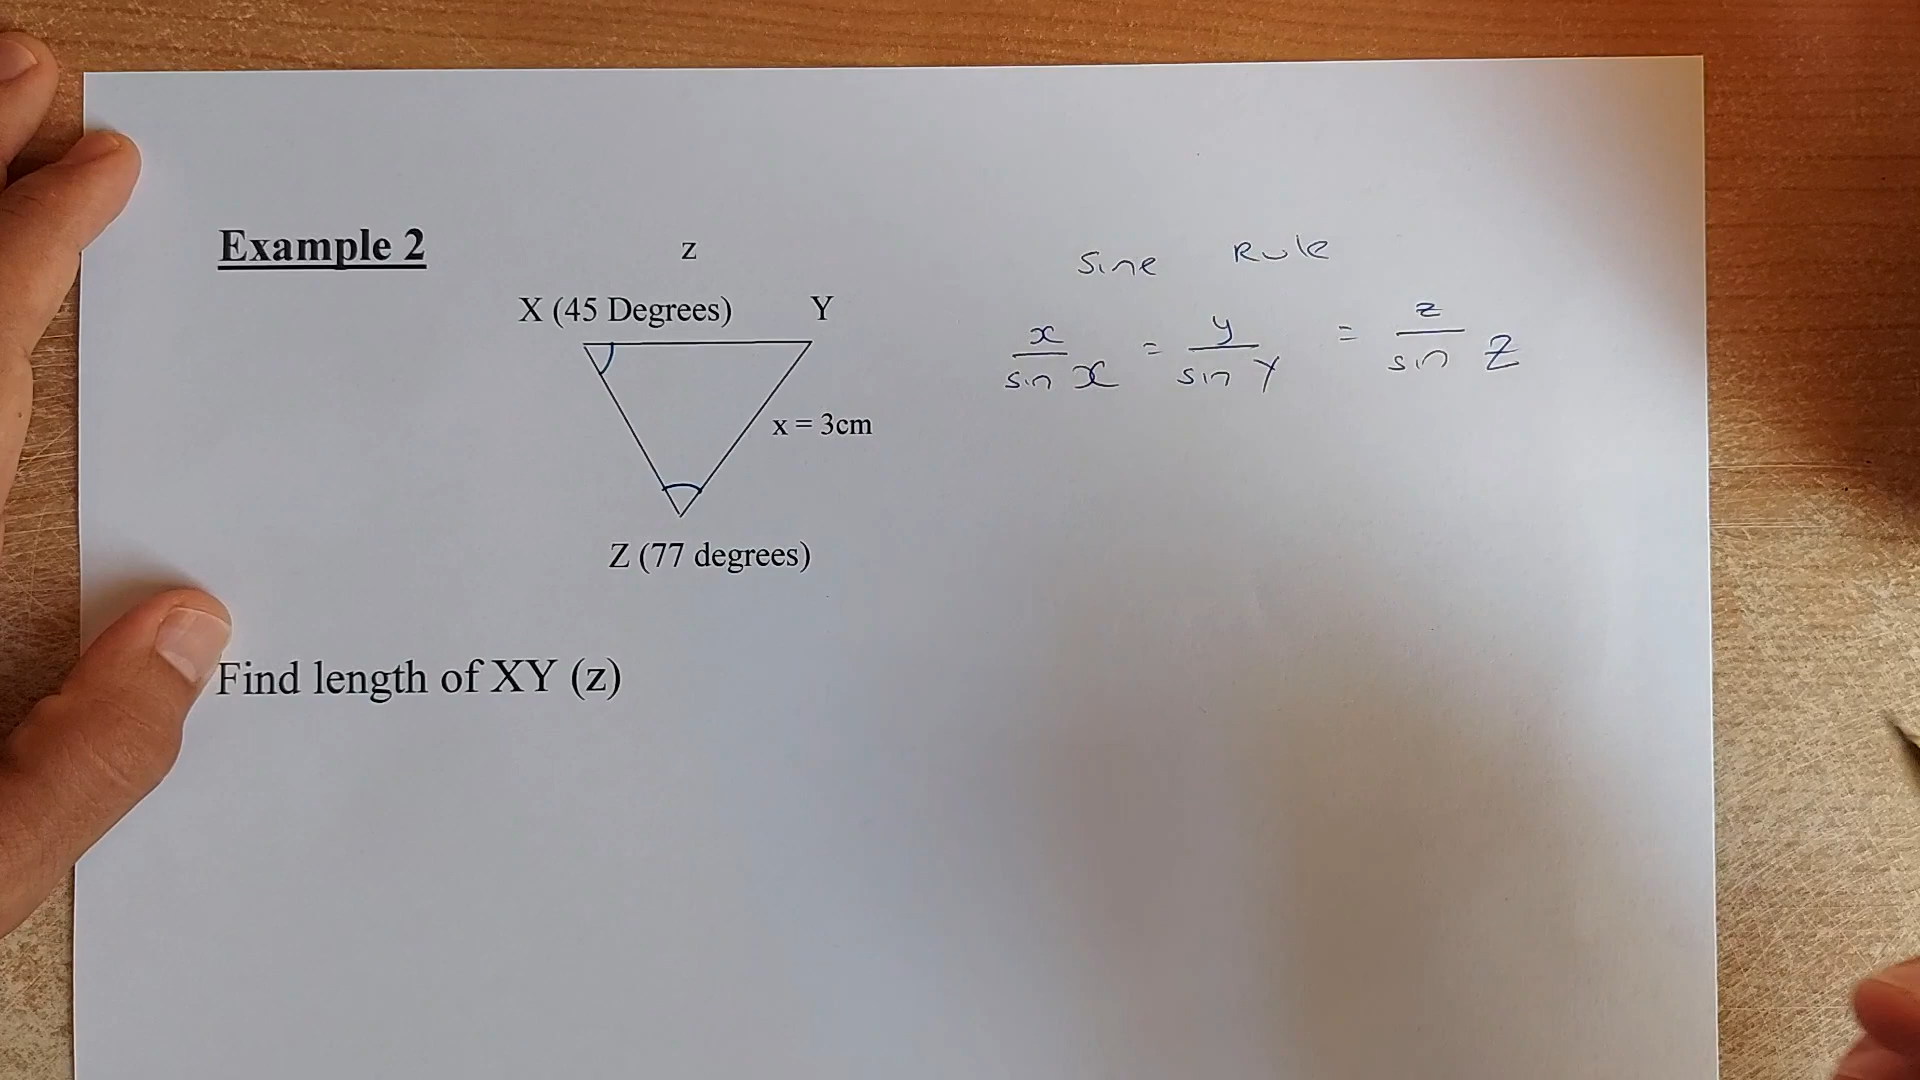 Example 2
z
X (45 Degrees) Y
x = 3cm
Z (77 degrees)
Find length of XY (z)
Sine Rule
x/sin X = y/sin Y = z/sin Z